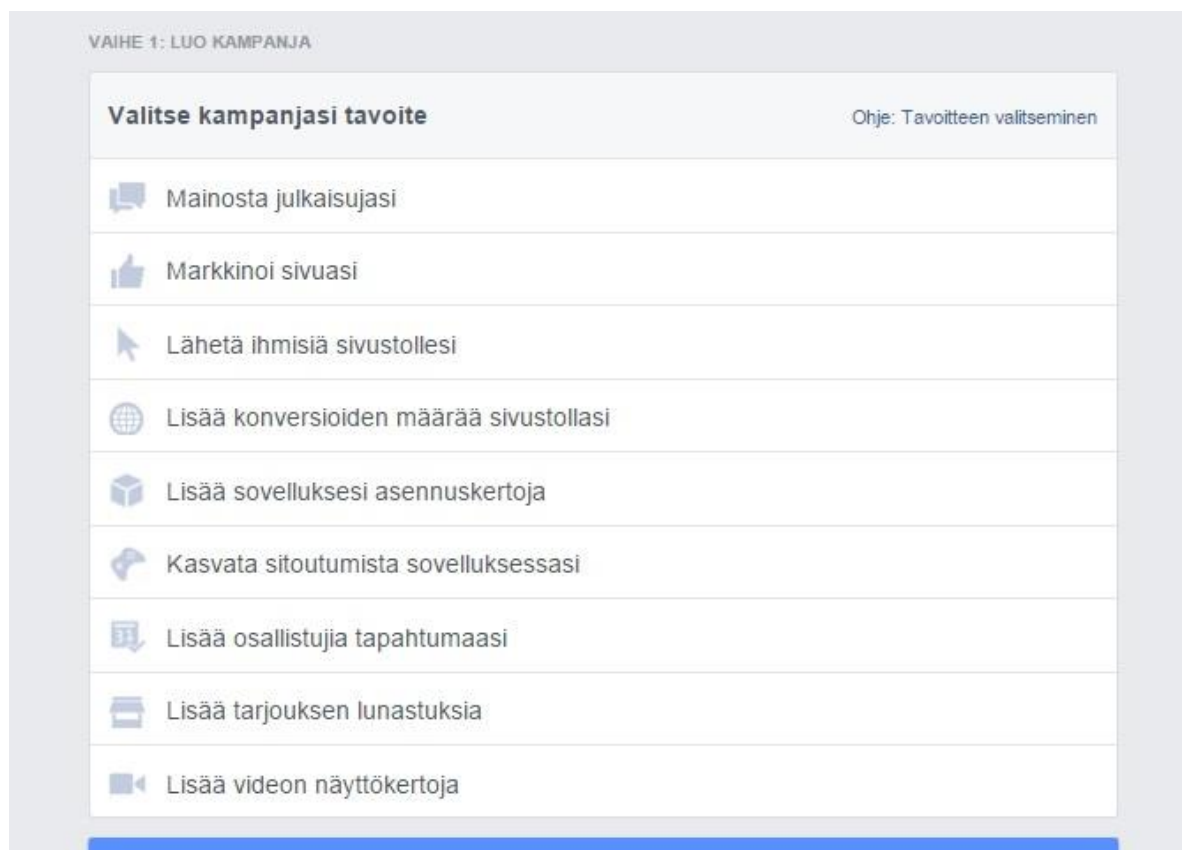 VAIHE 1: LUO KAMPANJA
Valitse kampanjasi tavoite
Ohje: Tavoitteen valitseminen
Mainosta julkaisujasi
Markkinoi sivuasi
Lähetä ihmisiä sivustollesi
Lisää konversioiden määrää sivustollasi
Lisää sovelluksesi asennuskertoja
Kasvata sitoutumista sovelluksessasi
Lisää osallistujia tapahtumaasi
Lisää tarjouksen lunastuksia
Lisää videon näyttökertoja